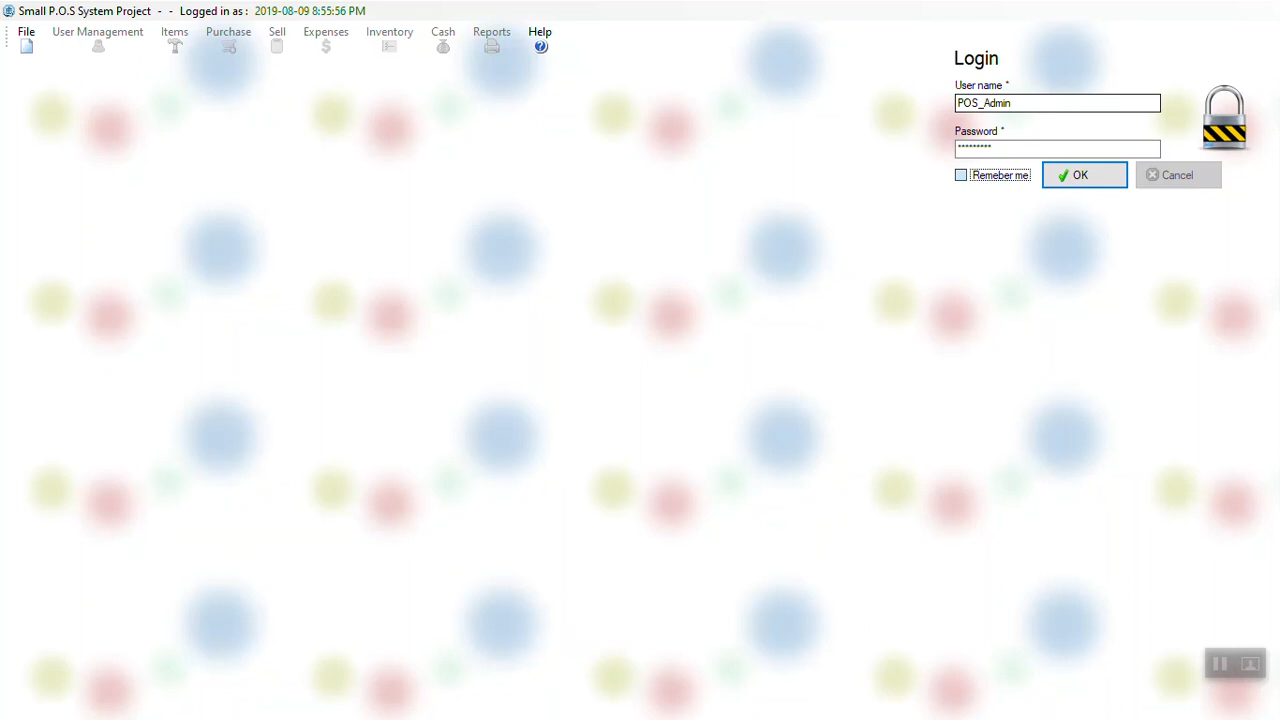 Small P.O.S System Project - - Logged in as : 2019-08-09 8:55:56 PM
File User Management Items Purchase Sell Expenses Inventory Cash Reports Help
Login
User name *
POS_Admin
Password *
*********
Remeber me OK Cancel